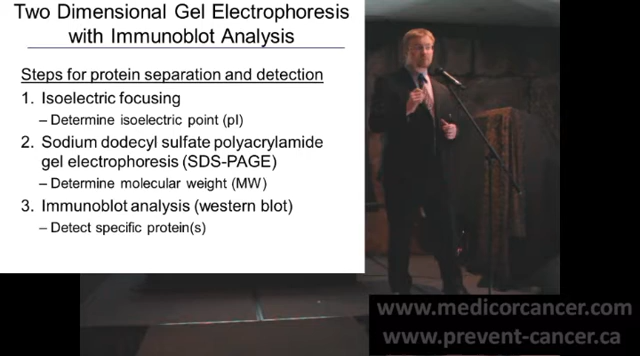 Two Dimensional Gel Electrophoresis
with Immunoblot Analysis
Steps for protein separation and detection
1. Isoelectric focusing
– Determine isoelectric point (pI)
2. Sodium dodecyl sulfate polyacrylamide
gel electrophoresis (SDS-PAGE)
– Determine molecular weight (MW)
3. Immunoblot analysis (western blot)
– Detect specific protein(s)
www.medicorcancer.com
www.prevent-cancer.ca